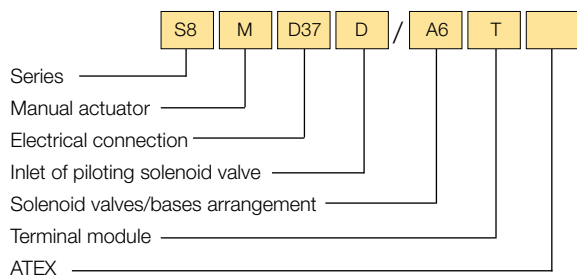 S8 M D37 D / A6 T
Series
Manual actuator
Electrical connection
Inlet of piloting solenoid valve
Solenoid valves/bases arrangement
Terminal module
ATEX